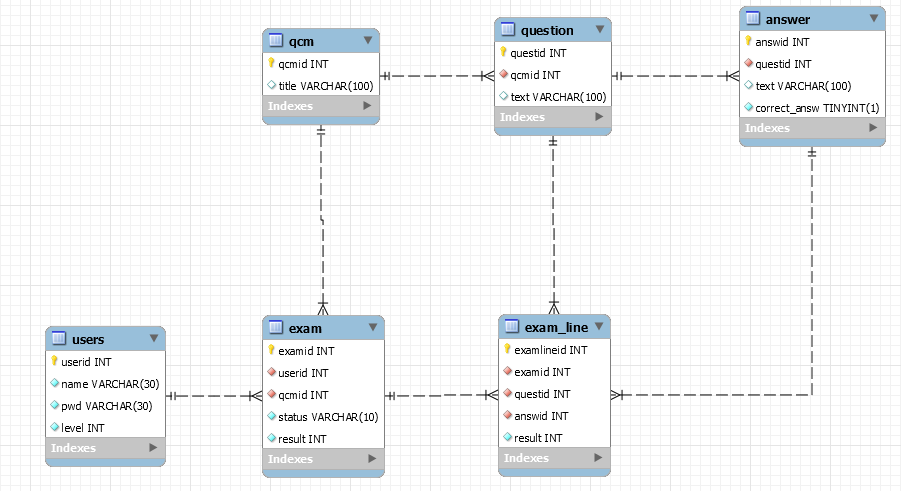 qcm
qcmid INT
title VARCHAR(100)
Indexes
question
questid INT
qcmid INT
text VARCHAR(100)
Indexes
answer
answid INT
questid INT
text VARCHAR(100)
correct_answ TINYINT(1)
Indexes
users
userid INT
name VARCHAR(30)
pwd VARCHAR(30)
level INT
Indexes
exam
examid INT
userid INT
qcmid INT
status VARCHAR(10)
result INT
Indexes
exam_line
examlineid INT
examid INT
questid INT
answid INT
result INT
Indexes